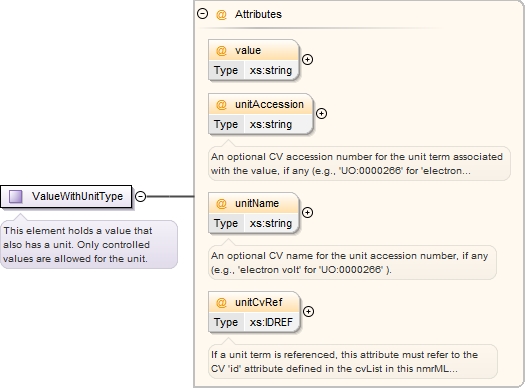 @ Attributes
@ value
Type xs:string
@ unitAccession
Type xs:string
An optional CV accession number for the unit term associated
with the value, if any (e.g., 'UO:0000266' for 'electron...
ValueWithUnitType
This element holds a value that
also has a unit. Only controlled
values are allowed for the unit.
@ unitName
Type xs:string
An optional CV name for the unit accession number, if any
(e.g., 'electron volt' for 'UO:0000266' ).
@ unitCvRef
Type xs:IDREF
If a unit term is referenced, this attribute must refer to the
CV 'id' attribute defined in the cvList in this nmrML...